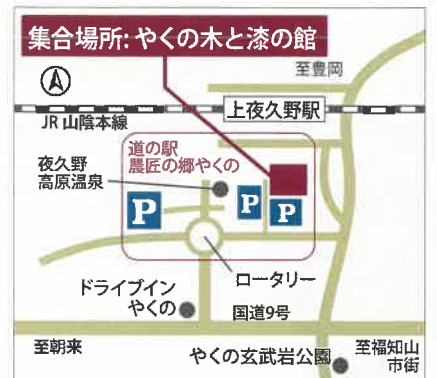 集合場所: やくの木と漆の館
至豊岡
上夜久野駅
JR 山陰本線
道の駅
農匠の郷やくの
夜久野
高原温泉
P
P
P
ロータリー
ドライブイン
やくの
国道9号
至朝来
やくの玄武岩公園
至福知山
市街